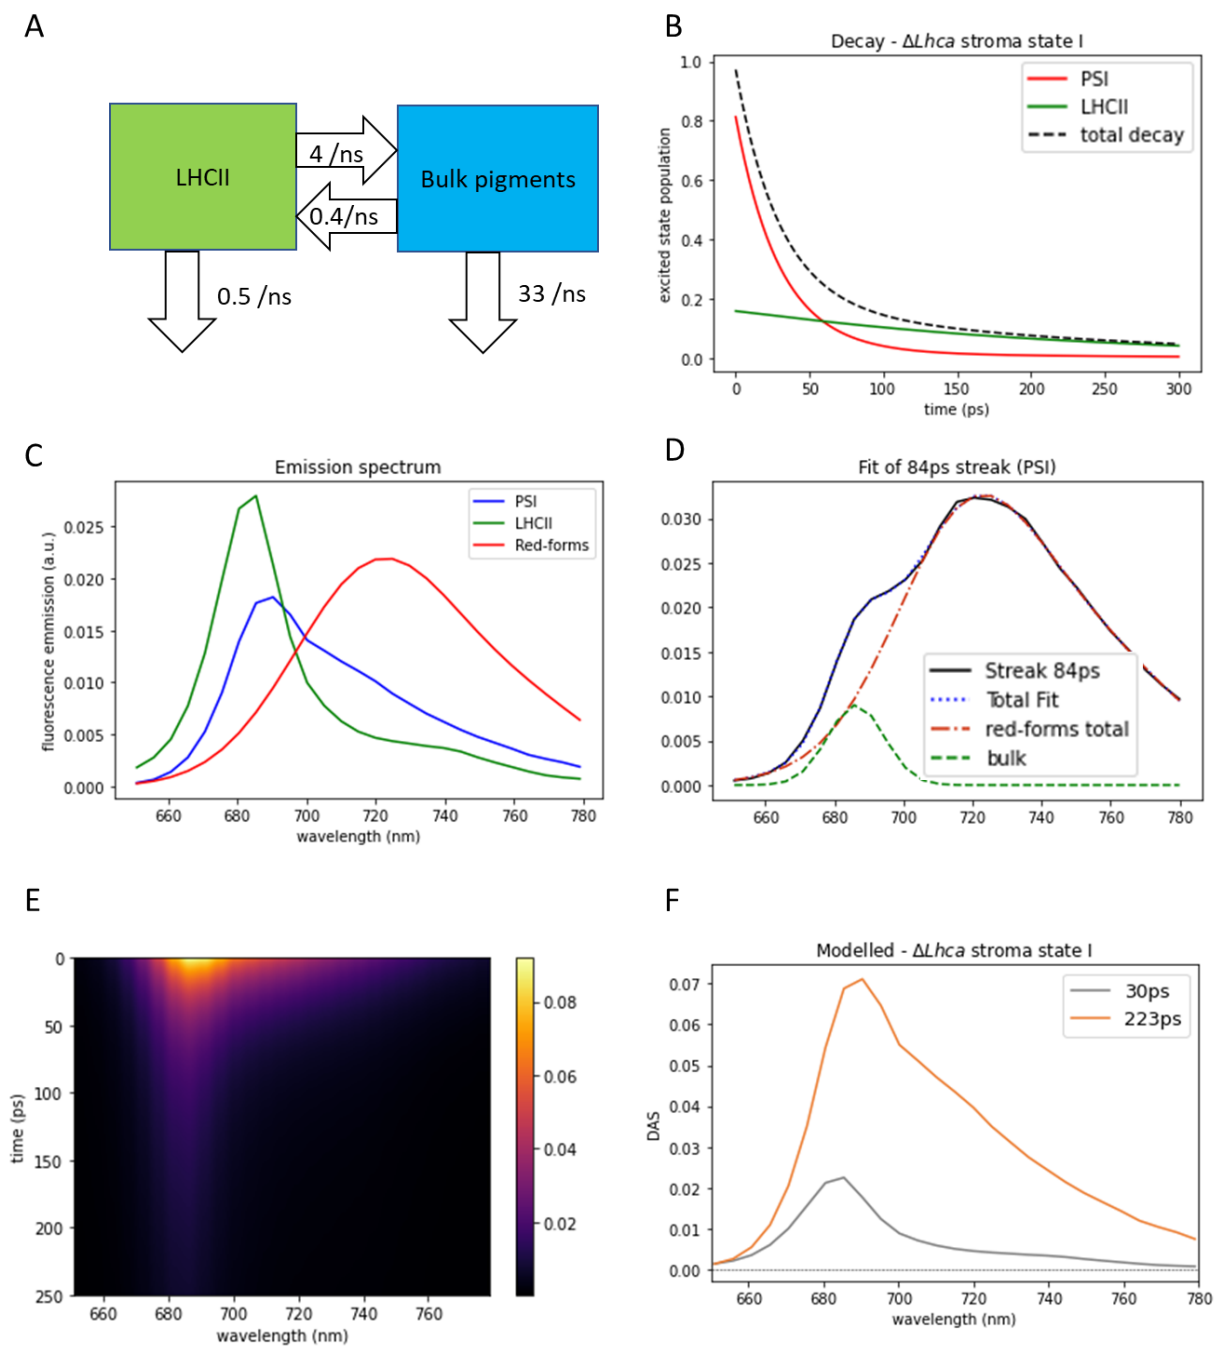 A
LHCII
4 /ns
0.4/ns
Bulk pigments
0.5 /ns
33 /ns
B
Decay - ΔLhca stroma state I
PSI
LHCII
total decay
excited state population
1.0
0.8
0.6
0.4
0.2
0.0
0 50 100 150 200 250 300
time (ps)
C
Emission spectrum
PSI
LHCII
Red-forms
fluorescence emmission (a.u.)
0.025
0.020
0.015
0.010
0.005
0.000
660 680 700 720 740 760 780
wavelength (nm)
D
Fit of 84ps streak (PSI)
0.030
0.025
0.020
0.015
0.010
0.005
0.000
Streak 84ps
Total Fit
red-forms total
bulk
660 680 700 720 740 760 780
E
0
50
100
150
200
250
time (ps)
660 680 700 720 740 760
wavelength (nm)
0.08
0.06
0.04
0.02
F
Modelled - ΔLhca stroma state I
30ps
223ps
DAS
0.07
0.06
0.05
0.04
0.03
0.02
0.01
0.00
660 680 700 720 740 760 780
wavelength (nm)